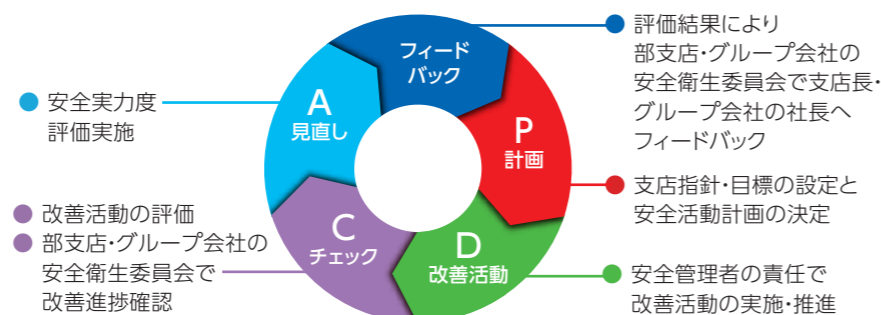 フィード
バック
評価結果により
部支店・グループ会社の
安全衛生委員会で支店長・
グループ会社の社長へ
フィードバック
P
計画
支店指針・目標の設定と
安全活動計画の決定
D
改善活動
安全管理者の責任で
改善活動の実施・推進
C
チェック
改善活動の評価
部支店・グループ会社の
安全衛生委員会で
改善進捗確認
A
見直し
安全実力度
評価実施